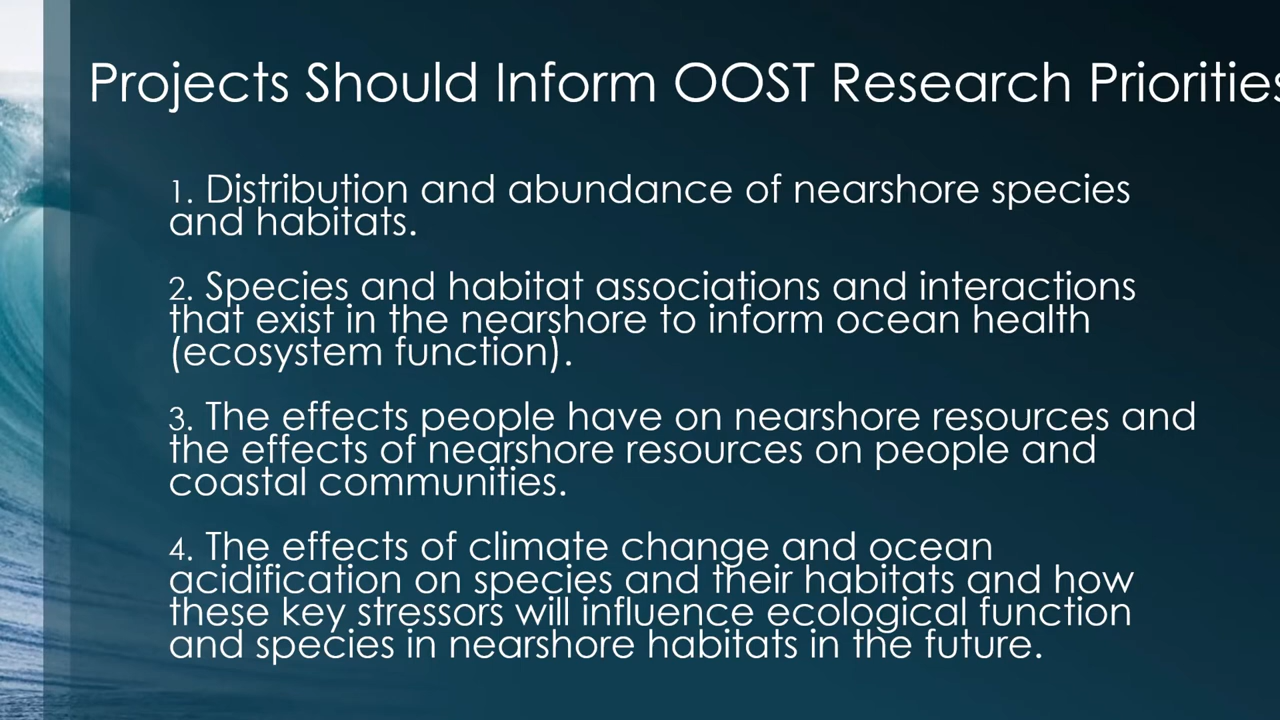 Projects Should Inform OOST Research Priorities
1. Distribution and abundance of nearshore species
and habitats.
2. Species and habitat associations and interactions
that exist in the nearshore to inform ocean health
(ecosystem function).
3. The effects people have on nearshore resources and
the effects of nearshore resources on people and
coastal communities.
4. The effects of climate change and ocean
acidification on species and their habitats and how
these key stressors will influence ecological function
and species in nearshore habitats in the future.